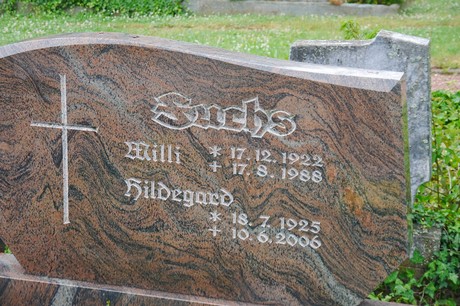 Fuchs
Willi * 17.12.1922
+ 17. 8.1988
Hildegard
* 18. 7.1925
+ 10. 6.2006